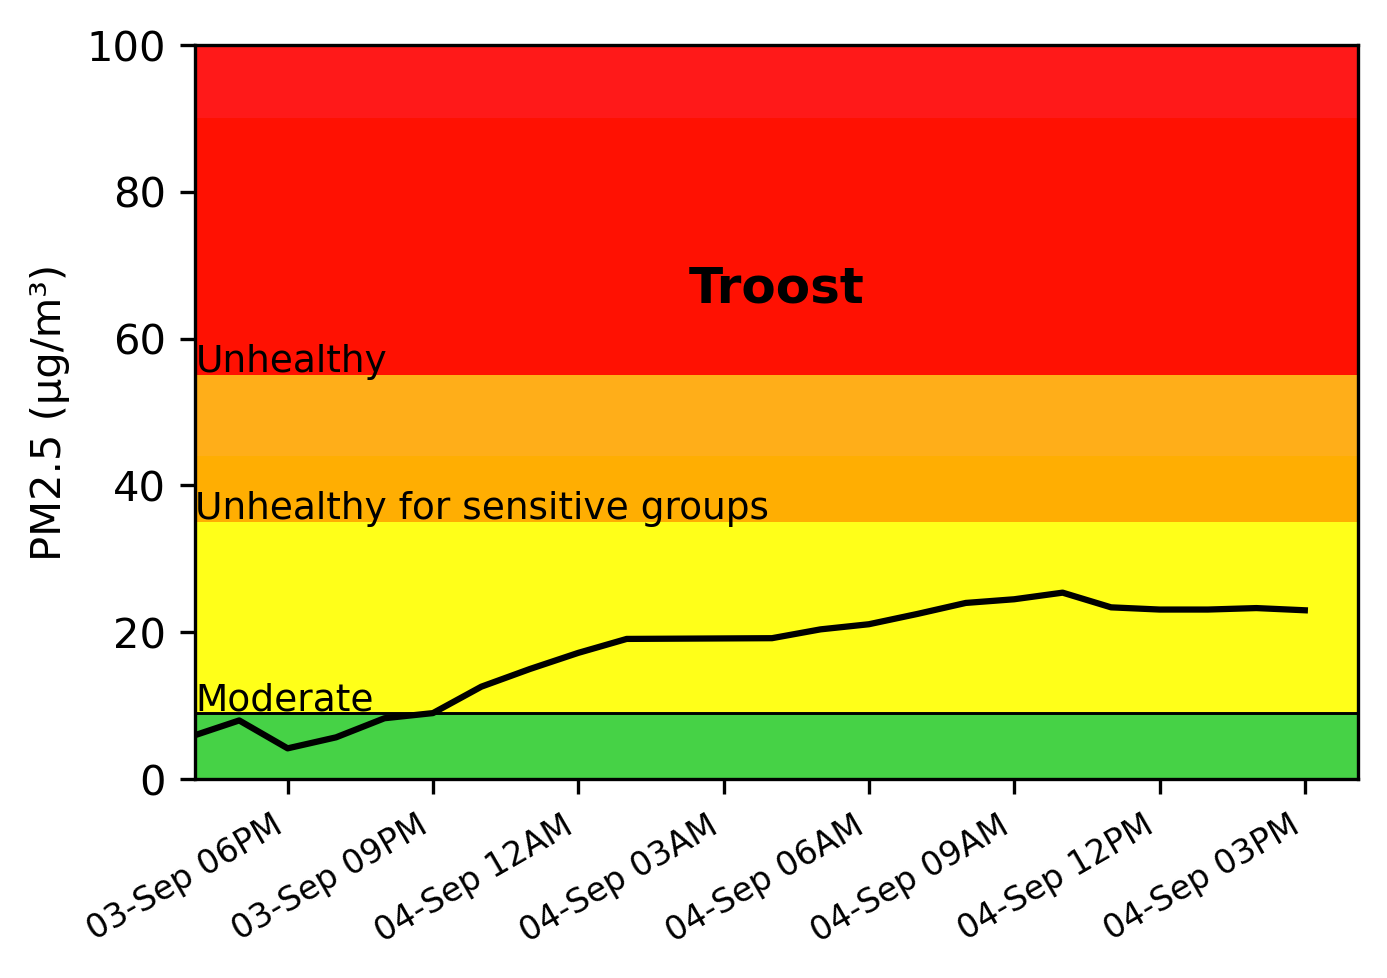 100
80
60
40
20
0
PM2.5 (µg/m³)
Troost
Unhealthy
Unhealthy for sensitive groups
Moderate
03-Sep 06PM
03-Sep 09PM
04-Sep 12AM
04-Sep 03AM
04-Sep 06AM
04-Sep 09AM
04-Sep 12PM
04-Sep 03PM